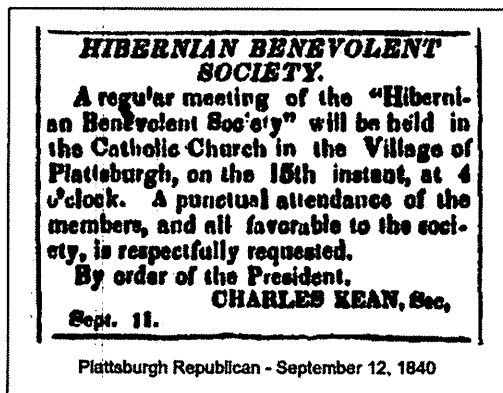 HIBERNIAN BENEVOLENT
SOCIETY.
A regular meeting of the "Hiberni-
an Benevolent Society" will be held in
the Catholic Church in the Village of
Plattsburgh, on the 15th instant, at 4
o'clock. A punctual attendance of the
members, and all favorable to the soci-
ety, is respectfully requested.
By order of the President.
CHARLES KEAN, Sec,
Sept. 11.
Plattsburgh Republican - September 12, 1840